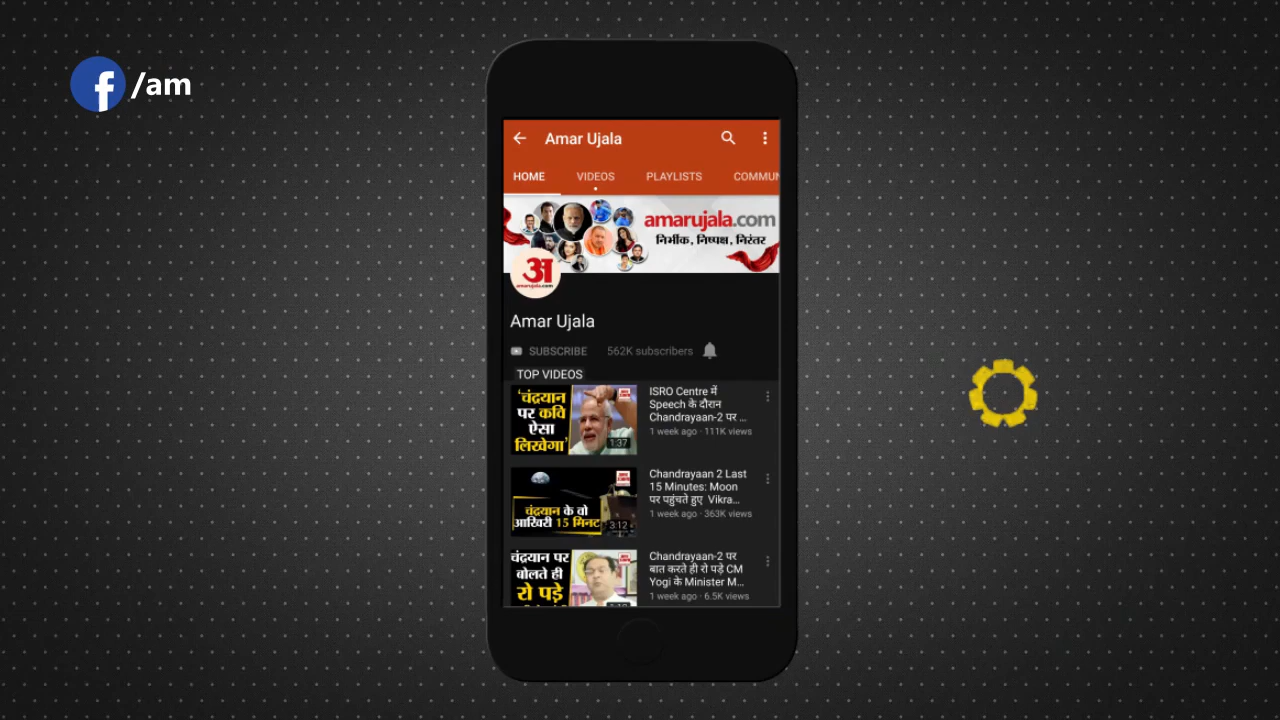 f/am
Amar Ujala
HOME VIDEOS PLAYLISTS COMMUN
amarujala.com
निर्भीक, निष्पक्ष, निरंतर
अ
amarujala.com
Amar Ujala
SUBSCRIBE 562K subscribers
TOP VIDEOS
'चंद्रयान
पर कवि
ऐसा
लिखेगा'
1:37
ISRO Centre में
Speech के दौरान
Chandrayaan-2 पर ...
1 week ago · 111K views
चंद्रयान के वो
आखिरी 15 मिनट
3:12
Chandrayaan 2 Last
15 Minutes: Moon
पर पहुंचते हुए Vikra...
1 week ago · 363K views
चंद्रयान पर
बोलते ही
रो पड़े
Chandrayaan-2 पर
बात करते ही रो पड़े CM
Yogi के Minister M...
1 week ago · 6.5K views